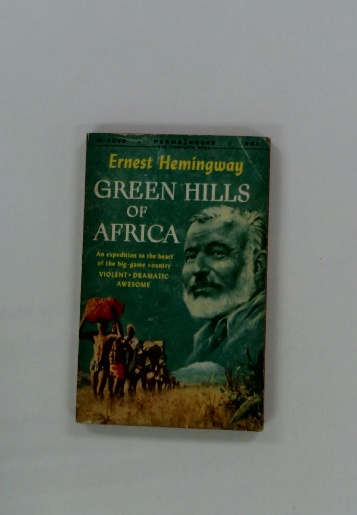 PERMABOOKS
Ernest Hemingway
GREEN HILLS
OF
AFRICA
An expedition to the heart
of the big-game country
VIOLENT • DRAMATIC
AWESOME